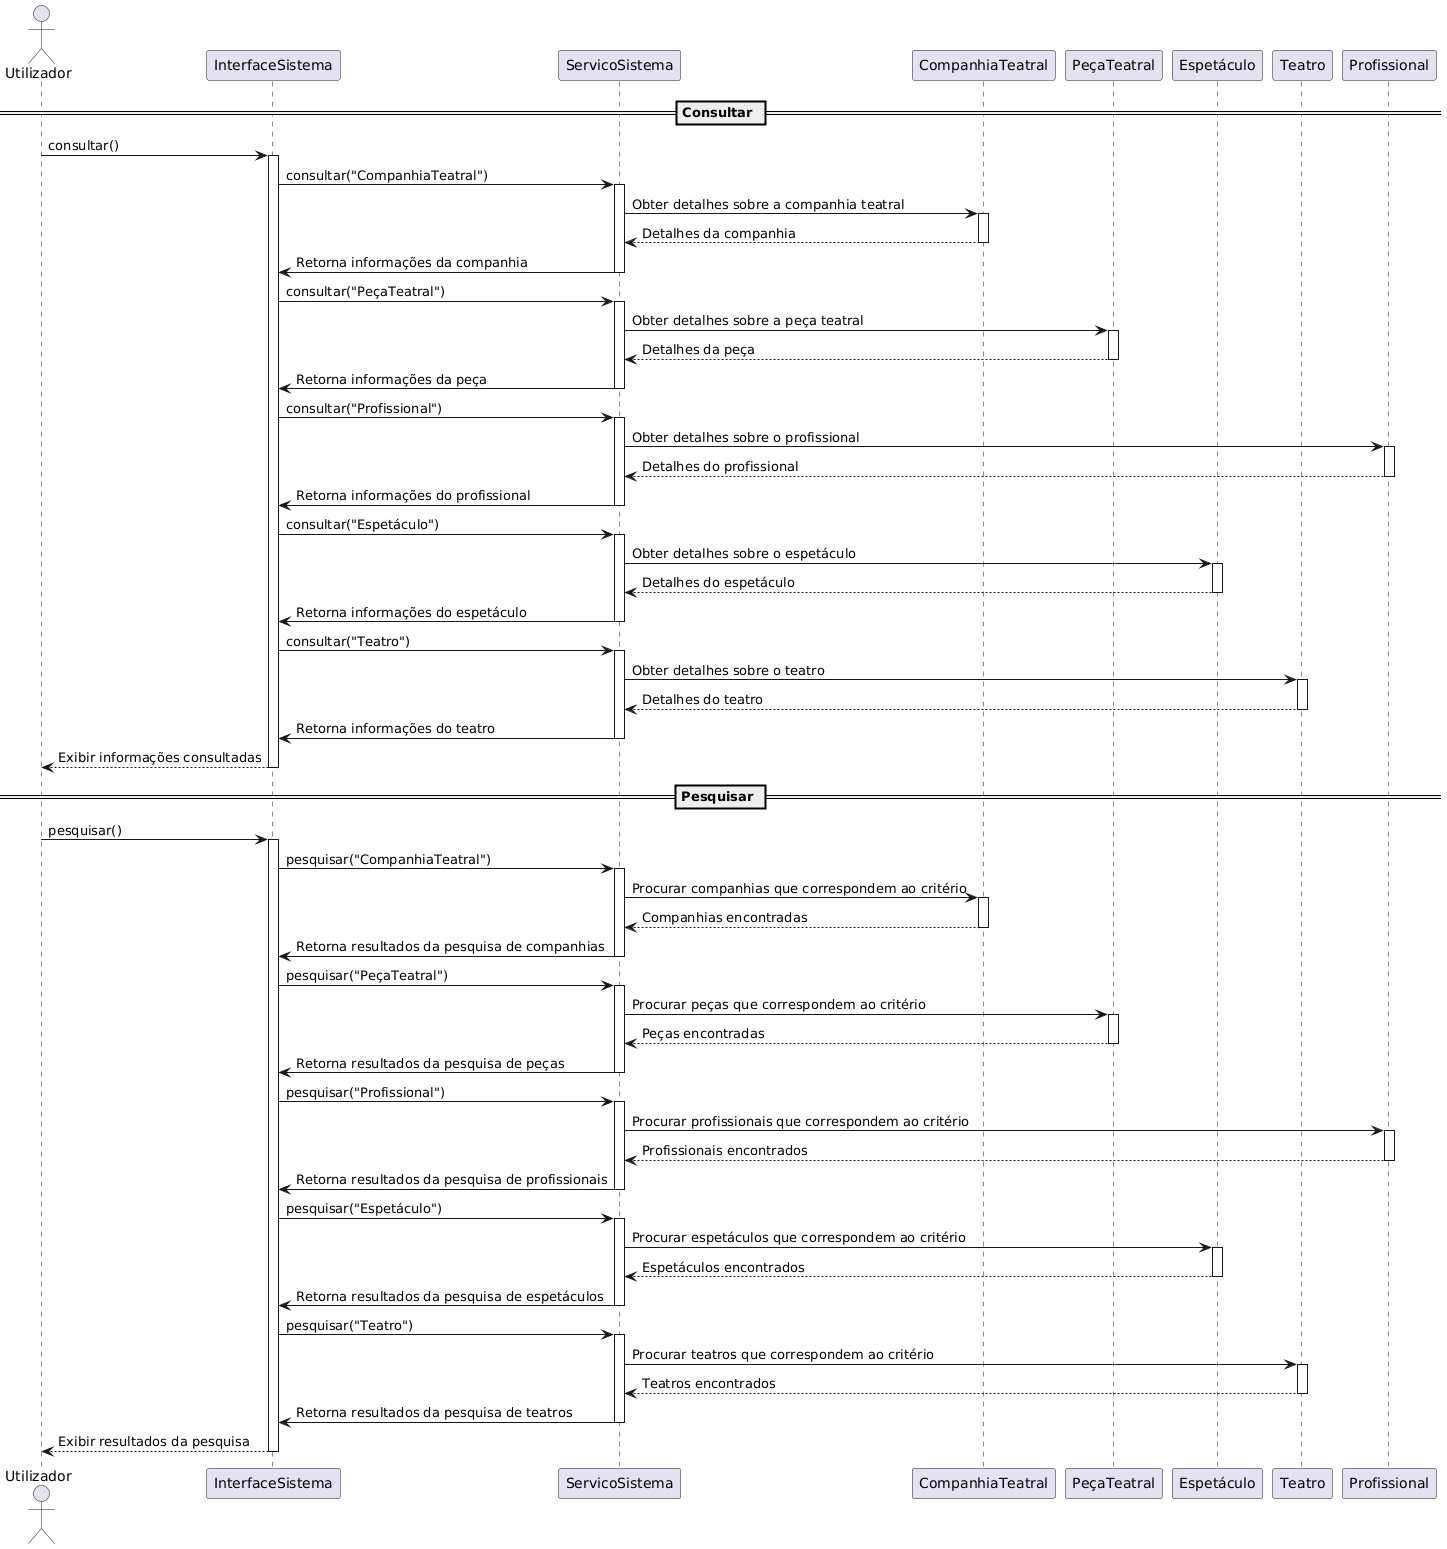 Utilizador
InterfaceSistema
ServicoSistema
CompanhiaTeatral
PeçaTeatral
Espetáculo
Teatro
Profissional
Consultar
consultar()
consultar("CompanhiaTeatral")
Obter detalhes sobre a companhia teatral
Detalhes da companhia
Retorna informações da companhia
consultar("PeçaTeatral")
Obter detalhes sobre a peça teatral
Detalhes da peça
Retorna informações da peça
consultar("Profissional")
Obter detalhes sobre o profissional
Detalhes do profissional
Retorna informações do profissional
consultar("Espetáculo")
Obter detalhes sobre o espetáculo
Detalhes do espetáculo
Retorna informações do espetáculo
consultar("Teatro")
Obter detalhes sobre o teatro
Detalhes do teatro
Retorna informações do teatro
Exibir informações consultadas
Pesquisar
pesquisar()
pesquisar("CompanhiaTeatral")
Procurar companhias que correspondem ao critério
Companhias encontradas
Retorna resultados da pesquisa de companhias
pesquisar("PeçaTeatral")
Procurar peças que correspondem ao critério
Peças encontradas
Retorna resultados da pesquisa de peças
pesquisar("Profissional")
Procurar profissionais que correspondem ao critério
Profissionais encontrados
Retorna resultados da pesquisa de profissionais
pesquisar("Espetáculo")
Procurar espetáculos que correspondem ao critério
Espetáculos encontrados
Retorna resultados da pesquisa de espetáculos
pesquisar("Teatro")
Procurar teatros que correspondem ao critério
Teatros encontrados
Retorna resultados da pesquisa de teatros
Exibir resultados da pesquisa
Utilizador
InterfaceSistema
ServicoSistema
CompanhiaTeatral
PeçaTeatral
Espetáculo
Teatro
Profissional